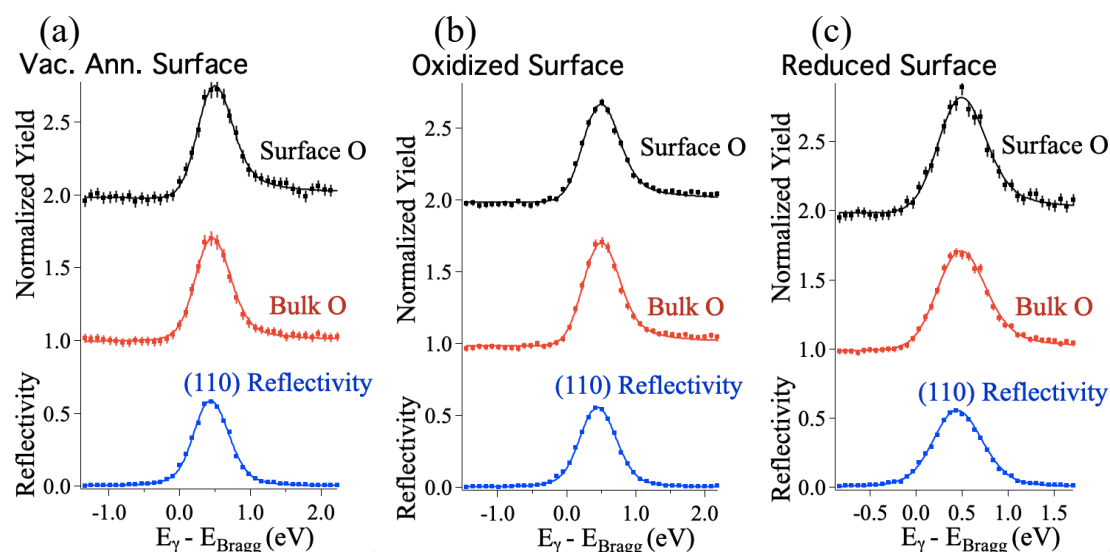 (a)
Vac. Ann. Surface
Normalized Yield
2.5
2.0
1.5
1.0
Surface O
Bulk O
Reflectivity
0.5
0.0
(110) Reflectivity
-1.0
0.0
1.0
2.0
Eγ - EBragg (eV)
(b)
Oxidized Surface
Normalized Yield
2.5
2.0
1.5
1.0
Surface O
Bulk O
Reflectivity
0.5
0.0
(110) Reflectivity
-1.0
0.0
1.0
2.0
Eγ - EBragg (eV)
(c)
Reduced Surface
Normalized Yield
2.5
2.0
1.5
1.0
Surface O
Bulk O
Reflectivity
0.5
0.0
(110) Reflectivity
-0.5
0.0
0.5
1.0
1.5
Eγ - EBragg (eV)